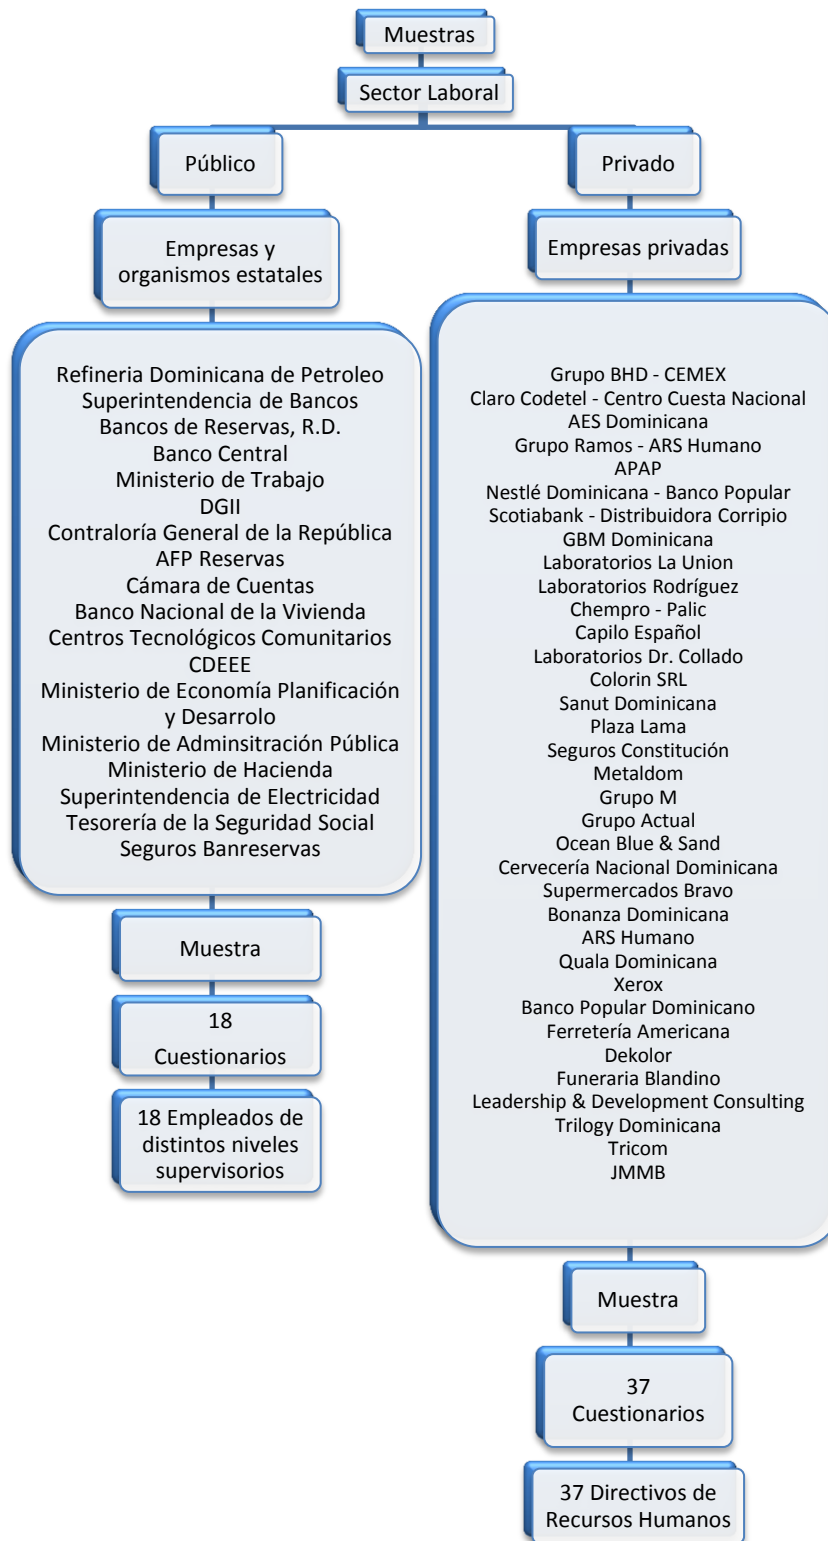 Muestras
Sector Laboral
Público
Empresas y
organismos estatales
Refineria Dominicana de Petroleo
Superintendencia de Bancos
Bancos de Reservas, R.D.
Banco Central
Ministerio de Trabajo
DGII
Contraloría General de la República
AFP Reservas
Cámara de Cuentas
Banco Nacional de la Vivienda
Centros Tecnológicos Comunitarios
CDEEE
Ministerio de Economía Planificación
y Desarrolo
Ministerio de Adminsitración Pública
Ministerio de Hacienda
Superintendencia de Electricidad
Tesorería de la Seguridad Social
Seguros Banreservas
Muestra
18
Cuestionarios
18 Empleados de
distintos niveles
supervisorios
Privado
Empresas privadas
Grupo BHD - CEMEX
Claro Codetel - Centro Cuesta Nacional
AES Dominicana
Grupo Ramos - ARS Humano
APAP
Nestlé Dominicana - Banco Popular
Scotiabank - Distribuidora Corripio
GBM Dominicana
Laboratorios La Union
Laboratorios Rodríguez
Chempro - Palic
Capilo Español
Laboratorios Dr. Collado
Colorin SRL
Sanut Dominicana
Plaza Lama
Seguros Constitución
Metaldom
Grupo M
Grupo Actual
Ocean Blue & Sand
Cervecería Nacional Dominicana
Supermercados Bravo
Bonanza Dominicana
ARS Humano
Quala Dominicana
Xerox
Banco Popular Dominicano
Ferretería Americana
Dekolor
Funeraria Blandino
Leadership & Development Consulting
Trilogy Dominicana
Tricom
JMMB
Muestra
37
Cuestionarios
37 Directivos de
Recursos Humanos